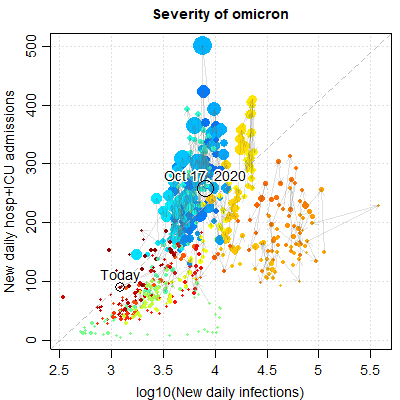 Severity of omicron
New daily hosp+ICU admissions
500
400
300
200
100
0
Oct 17, 2020
Today
2.5 3 3.5 4 4.5 5 5.5
log10(New daily infections)